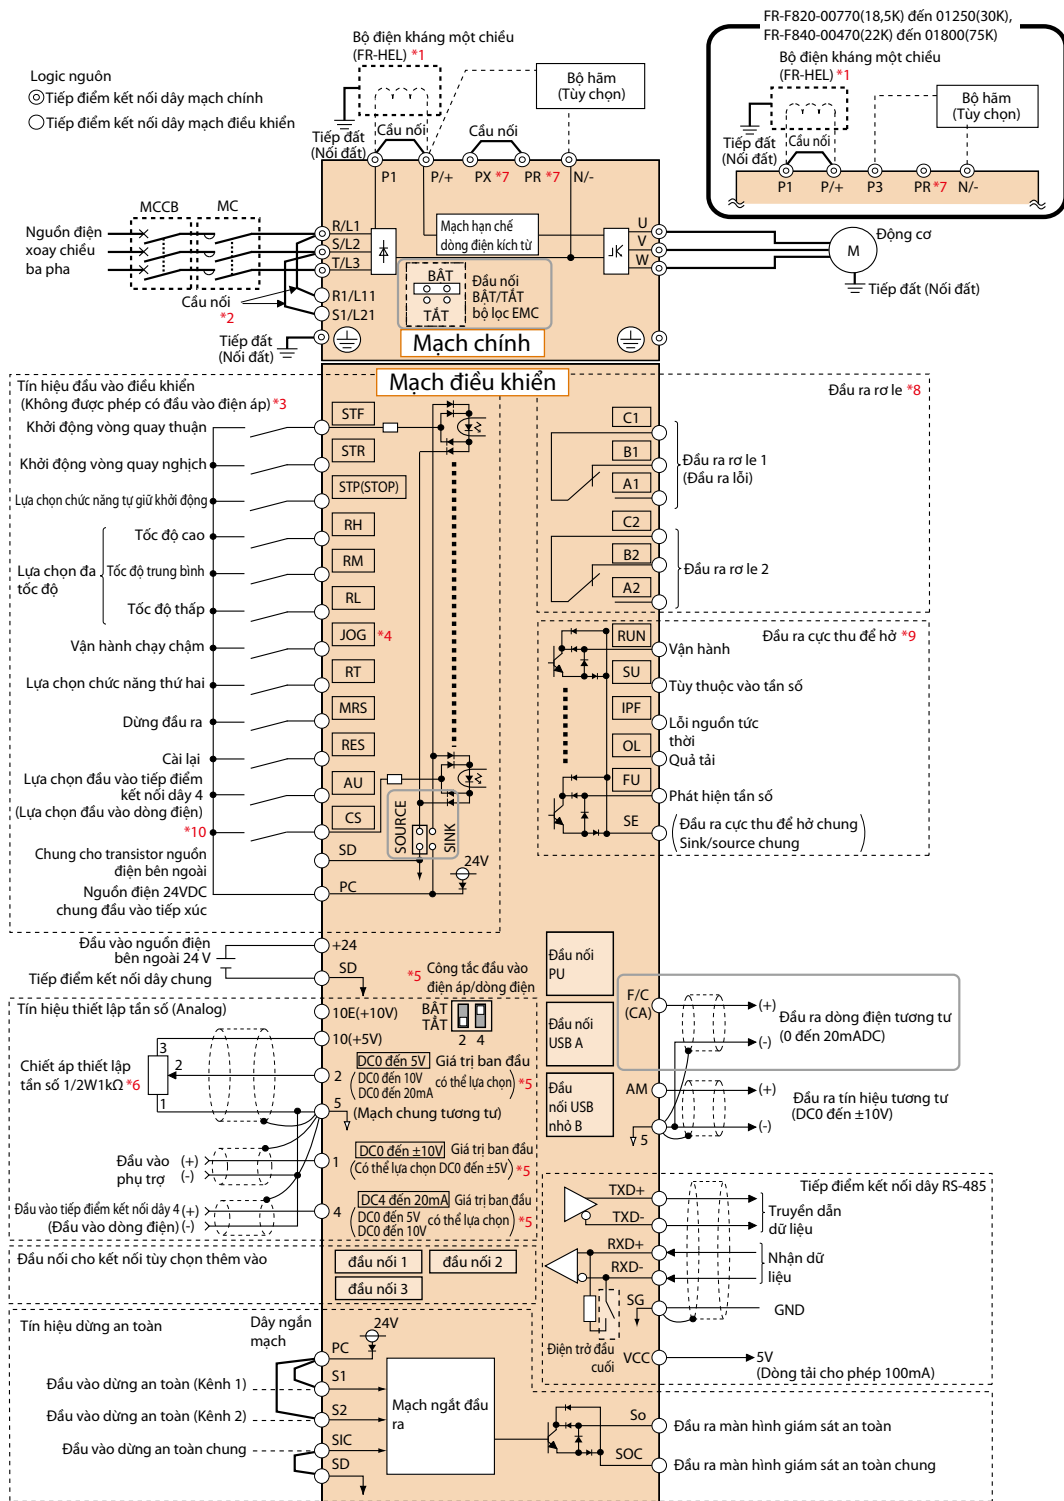 FR-F820-00770(18,5K) đến 01250(30K),
FR-F840-00470(22K) đến 01800(75K)
Bộ điện kháng một chiều
(FR-HEL) *1
Bộ hãm
(Tùy chọn)
Tiếp đất
(Nối đất)
Cầu nối
P1
P/+
P3
PR *7
N/-
Logic nguồn
Tiếp điểm kết nối dây mạch chính
Tiếp điểm kết nối dây mạch điều khiển
Bộ điện kháng một chiều
(FR-HEL) *1
Bộ hãm
(Tùy chọn)
Tiếp đất
(Nối đất)
Cầu nối
Cầu nối
P1
P/+
PX *7
PR *7
N/-
MCCB
MC
Nguồn điện
xoay chiều
ba pha
R/L1
S/L2
T/L3
R1/L11
S1/L21
Cầu nối
*2
Tiếp đất
(Nối đất)
Mạch hạn chế
dòng điện kích từ
BẬT
TẮT
Đầu nối
BẬT/TẮT
bộ lọc EMC
U
V
W
M
Động cơ
Tiếp đất (Nối đất)
Mạch chính
Mạch điều khiển
Tín hiệu đầu vào điều khiển
(Không được phép có đầu vào điện áp) *3
Khởi động vòng quay thuận
STF
Khởi động vòng quay nghịch
STR
Lựa chọn chức năng tự giữ khởi động
STP(STOP)
Lựa chọn đa
tốc độ
Tốc độ cao
RH
Tốc độ trung bình
RM
Tốc độ thấp
RL
Vận hành chạy chậm
JOG *4
Lựa chọn chức năng thứ hai
RT
Dừng đầu ra
MRS
Cài lại
RES
Lựa chọn đầu vào tiếp điểm
kết nối dây 4
(Lựa chọn đầu vào dòng điện)
AU
*10
CS
SOURCE
SINK
Chung cho transistor nguồn
điện bên ngoài
SD
Nguồn điện 24VDC
chung đầu vào tiếp xúc
PC
24V
Đầu ra rơ le *8
C1
B1
A1
Đầu ra rơ le 1
(Đầu ra lỗi)
C2
B2
A2
Đầu ra rơ le 2
Đầu ra cực thu để hở *9
RUN
Vận hành
SU
Tùy thuộc vào tần số
IPF
Lỗi nguồn tức
thời
OL
Quả tải
FU
Phát hiện tần số
SE
(Đầu ra cực thu để hở chung
Sink/source chung)
Đầu vào nguồn điện
bên ngoài 24 V
+24
Tiếp điểm kết nối dây chung
SD
*5 Công tắc đầu vào
điện áp/dòng điện
BẬT
TẮT
2 4
Tín hiệu thiết lập tần số (Analog)
10E(+10V)
10(+5V)
Chiết áp thiết lập
tần số 1/2W1kΩ *6
3
2
1
2
DC0 đến 5V Giá trị ban đầu
(DC0 đến 10V
DC0 đến 20mA có thể lựa chọn) *5
5
(Mạch chung tương tự)
Đầu vào
phụ trợ
(+)
(-)
1
DC0 đến ±10V Giá trị ban đầu
(Có thể lựa chọn DC0 đến ±5V) *5
Đầu vào tiếp điểm kết nối dây 4 (+)
(Đầu vào dòng điện) (-)
4
DC4 đến 20mA Giá trị ban đầu
(DC0 đến 5V
DC0 đến 10V có thể lựa chọn) *5
Đầu nối
PU
Đầu nối
USB A
Đầu
nối USB
nhỏ B
F/C
(CA)
(+)
(-)
Đầu ra dòng điện tương tự
(0 đến 20mADC)
AM
5
(+)
(-)
Đầu ra tín hiệu tương tự
(DC0 đến ±10V)
Đầu nối cho kết nối tùy chọn thêm vào
đầu nối 1
đầu nối 2
đầu nối 3
Tiếp điểm kết nối dây RS-485
TXD+
TXD-
Truyền dẫn
dữ liệu
RXD+
RXD-
Nhận dữ
liệu
SG
GND
Điện trở đầu
cuối
VCC
5V
(Dòng tải cho phép 100mA)
Tín hiệu dừng an toàn
Dây ngắn
mạch
24V
PC
Đầu vào dừng an toàn (Kênh 1)
S1
Đầu vào dừng an toàn (Kênh 2)
S2
Đầu vào dừng an toàn chung
SIC
SD
Mạch ngắt đầu
ra
So
Đầu ra màn hình giám sát an toàn
SOC
Đầu ra màn hình giám sát an toàn chung